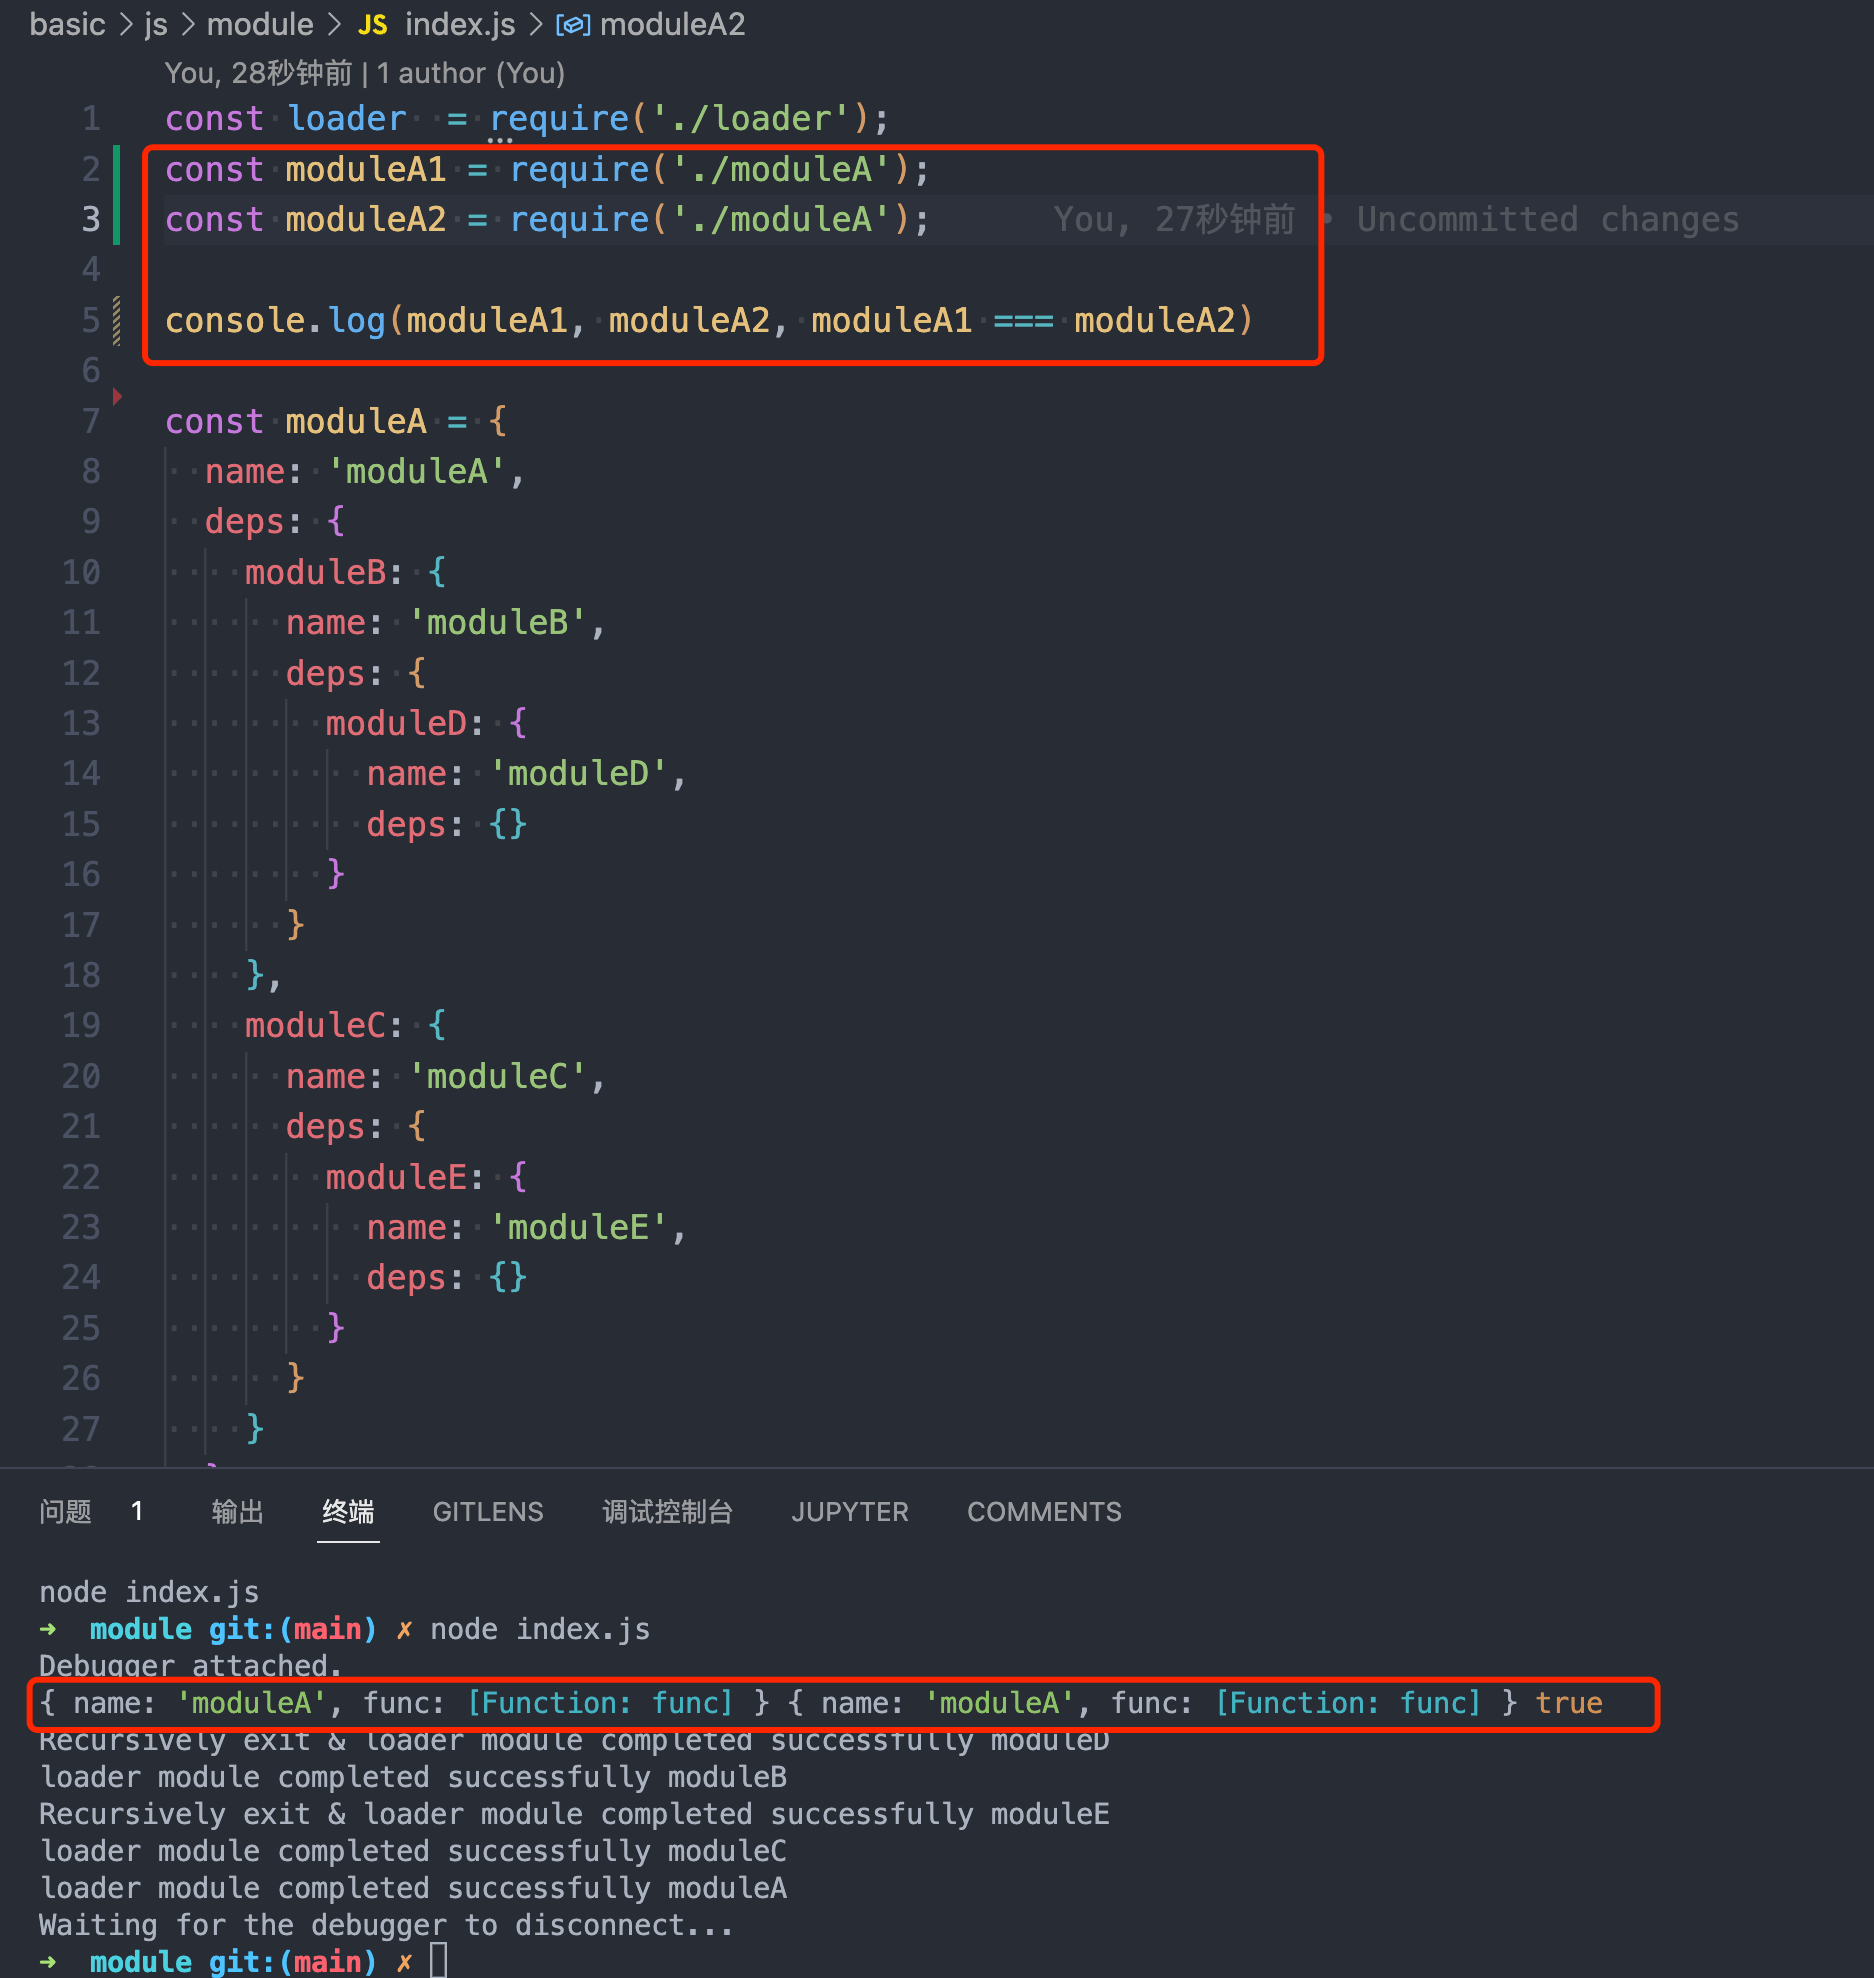 basic > js > module > JS index.js > moduleA2
You, 28秒钟前 | 1 author (You)
1 const loader = require('./loader');
2 const moduleA1 = require('./moduleA');
3 const moduleA2 = require('./moduleA'); You, 27秒钟前 • Uncommitted changes
4
5 console.log(moduleA1, moduleA2, moduleA1 === moduleA2)
6
7 const moduleA = {
8 name: 'moduleA',
9 deps: {
10 moduleB: {
11 name: 'moduleB',
12 deps: {
13 moduleD: {
14 name: 'moduleD',
15 deps: {}
16 }
17 }
18 },
19 moduleC: {
20 name: 'moduleC',
21 deps: {
22 moduleE: {
23 name: 'moduleE',
24 deps: {}
25 }
26 }
27 }
问题 1 输出 终端 GITLENS 调试控制台 JUPYTER COMMENTS
node index.js
➜ module git:(main) ✗ node index.js
Debugger attached.
{ name: 'moduleA', func: [Function: func] } { name: 'moduleA', func: [Function: func] } true
Recursively exit & loader module completed successfully moduleD
loader module completed successfully moduleB
Recursively exit & loader module completed successfully moduleE
loader module completed successfully moduleC
loader module completed successfully moduleA
Waiting for the debugger to disconnect...
➜ module git:(main) ✗